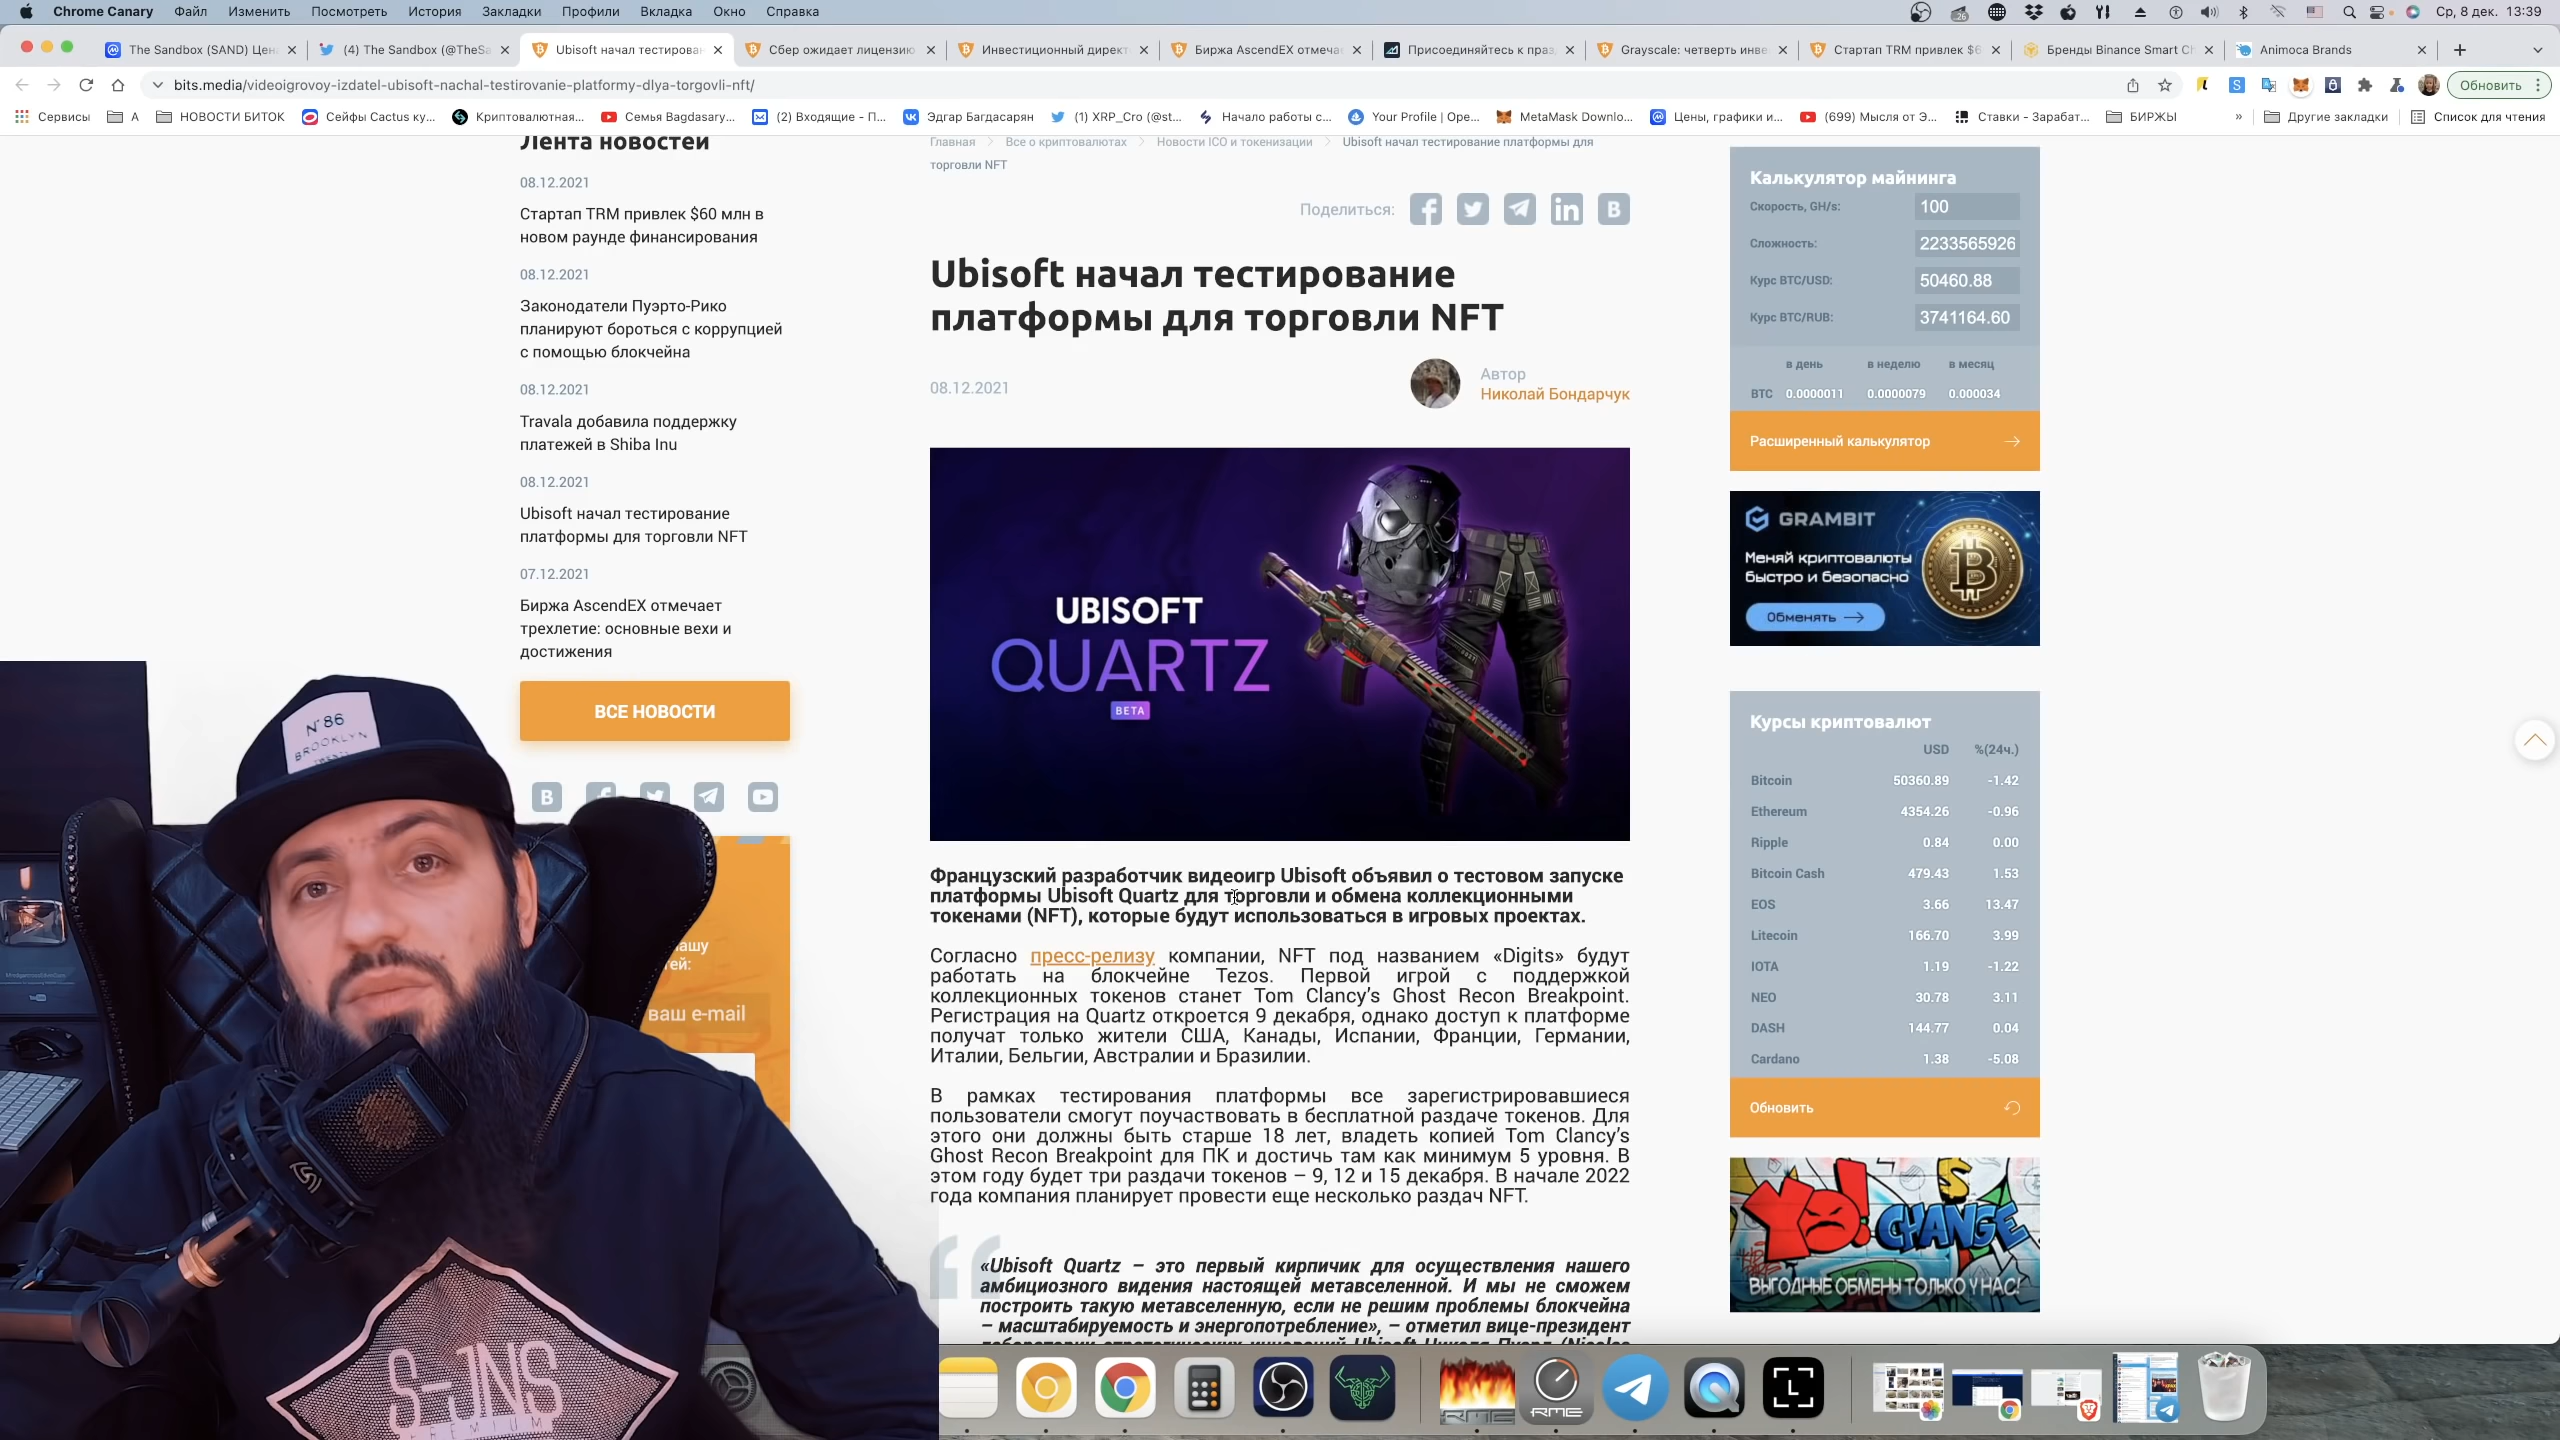 Chrome Canary Файл Изменить Посмотреть История Закладки Профили Вкладка Окно Справка
Ср, 8 дек. 13:39
The Sandbox (SAND) Цен
(4) The Sandbox (@TheSa
Ubisoft начал тестирован
Сбер ожидает лицензию
Инвестиционный директ
Биржа AscendEX отмеча
Присоединяйтесь к праз
Grayscale: четверть инве
Стартап TRM привлек $6
Бренды Binance Smart Ch
Animoca Brands
bits.media/videoigrovoy-izdatel-ubisoft-nachal-testirovanie-platformy-dlya-torgovli-nft/
Обновить
Сервисы
А
НОВОСТИ БИТОК
Сейфы Cactus ку...
Криптовалютная...
Семья Bagdasary...
(2) Входящие - П...
Эдгар Багдасарян
(1) XRP_Cro (@st...
Начало работы с...
Your Profile | Ope...
MetaMask Downlo...
Цены, графики и...
(699) Мысля от Э...
Ставки - Зарабат...
БИРЖЫ
»
Другие закладки
Список для чтения
Лента новостей
08.12.2021
Стартап TRM привлек $60 млн в
новом раунде финансирования
08.12.2021
Законодатели Пуэрто-Рико
планируют бороться с коррупцией
с помощью блокчейна
08.12.2021
Travala добавила поддержку
платежей в Shiba Inu
08.12.2021
Ubisoft начал тестирование
платформы для торговли NFT
07.12.2021
Биржа AscendEX отмечает
трехлетие: основные вехи и
достижения
ВСЕ НОВОСТИ
ашу
тей:
ваш e-mail
N°86
BROOKLYN
S-JNS
PREMIUM
Главная
Все о криптовалютах
Новости ICO и токенизации
Ubisoft начал тестирование платформы для
торговли NFT
Поделиться:
Ubisoft начал тестирование
платформы для торговли NFT
08.12.2021
Автор
Николай Бондарчук
UBISOFT
QUARTZ
BETA
Французский разработчик видеоигр Ubisoft объявил о тестовом запуске
платформы Ubisoft Quartz для торговли и обмена коллекционными
токенами (NFT), которые будут использоваться в игровых проектах.
Согласно пресс-релизу компании, NFT под названием «Digits» будут
работать на блокчейне Tezos. Первой игрой с поддержкой
коллекционных токенов станет Tom Clancy’s Ghost Recon Breakpoint.
Регистрация на Quartz откроется 9 декабря, однако доступ к платформе
получат только жители США, Канады, Испании, Франции, Германии,
Италии, Бельгии, Австралии и Бразилии.
В рамках тестирования платформы все зарегистрировавшиеся
пользователи смогут поучаствовать в бесплатной раздаче токенов. Для
этого они должны быть старше 18 лет, владеть копией Tom Clancy’s
Ghost Recon Breakpoint для ПК и достичь там как минимум 5 уровня. В
этом году будет три раздачи токенов – 9, 12 и 15 декабря. В начале 2022
года компания планирует провести еще несколько раздач NFT.
«Ubisoft Quartz – это первый кирпичик для осуществления нашего
амбициозного видения настоящей метавселенной. И мы не сможем
построить такую метавселенную, если не решим проблемы блокчейна
– масштабируемость и энергопотребление», – отметил вице-президент
Калькулятор майнинга
Скорость, GH/s: 100
Сложность: 2233565926
Курс BTC/USD: 50460.88
Курс BTC/RUB: 3741164.60
в день в неделю в месяц
BTC 0.0000011 0.0000079 0.000034
Расширенный калькулятор
GRAMBIT
Меняй криптовалюты
быстро и безопасно
Обменять
Курсы криптовалют
USD %(24ч.)
Bitcoin 50360.89 -1.42
Ethereum 4354.26 -0.96
Ripple 0.84 0.00
Bitcoin Cash 479.43 1.53
EOS 3.66 13.47
Litecoin 166.70 3.99
IOTA 1.19 -1.22
NEO 30.78 3.11
DASH 144.77 0.04
Cardano 1.38 -5.08
Обновить
YO!
CHANGE
ВЫГОДНЫЕ ОБМЕНЫ ТОЛЬКО У НАС!
RME
RME